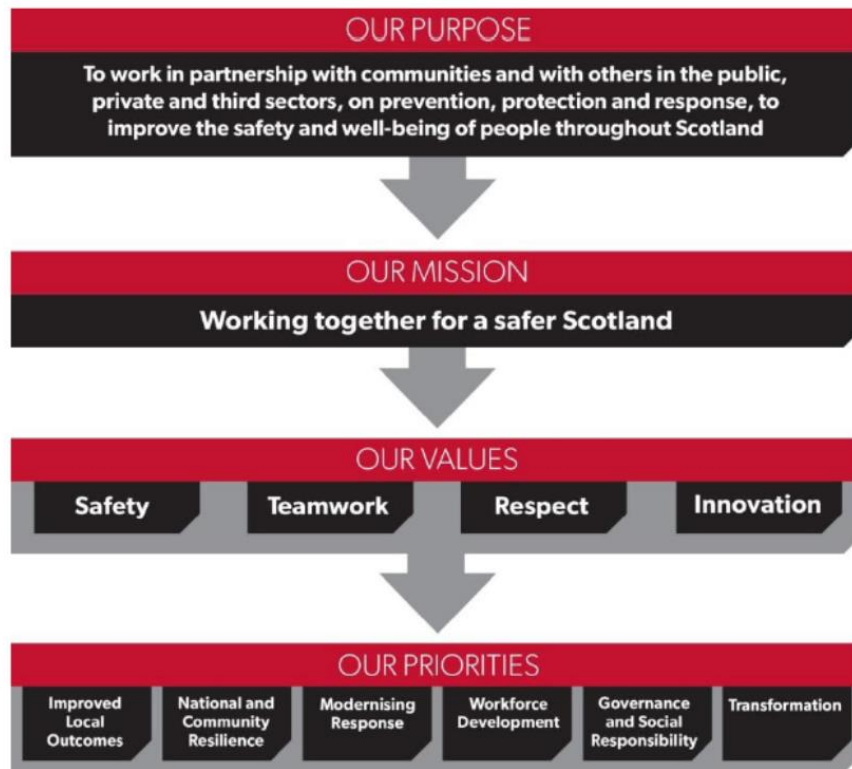 OUR PURPOSE
To work in partnership with communities and with others in the public,
private and third sectors, on prevention, protection and response, to
improve the safety and well-being of people throughout Scotland
OUR MISSION
Working together for a safer Scotland
OUR VALUES
Safety
Teamwork
Respect
Innovation
OUR PRIORITIES
Improved
Local
Outcomes
National and
Community
Resilience
Modernising
Response
Workforce
Development
Governance
and Social
Responsibility
Transformation